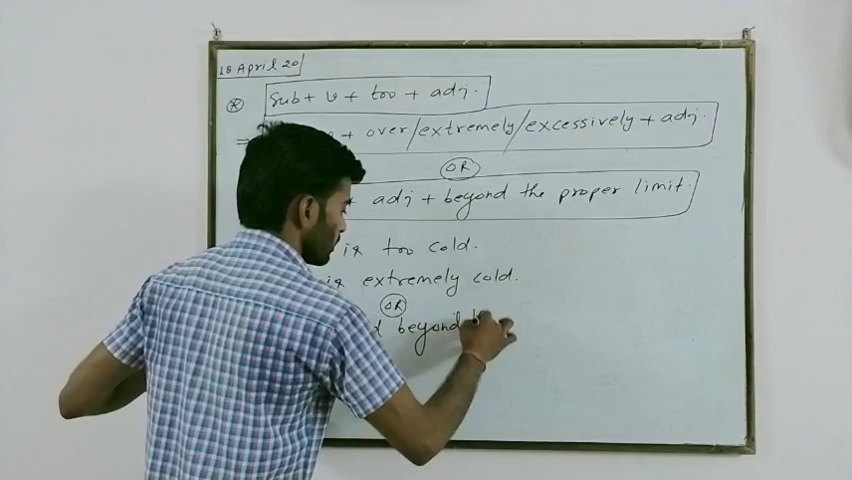 18 April 20
* Sub + v + too + adj.
⇒ + over/extremely/excessively + adj.
OR
adj + beyond the proper limit.
is too cold.
is extremely cold.
OR
beyond